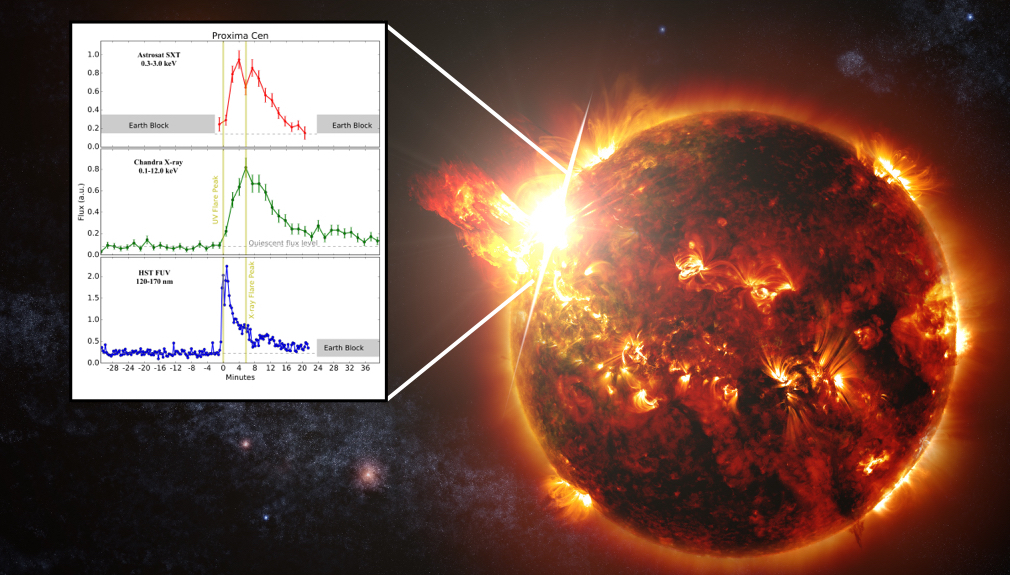 Proxima Cen
Astrosat SXT
0.3-3.0 keV
1.0
0.8
0.6
0.4
0.2
0.0
Earth Block
Earth Block
Chandra X-ray
0.1-12.0 keV
0.8
0.6
0.4
0.2
0.0
Flux (a.u.)
UV Flare Peak
Quiescent flux level
HST FUV
120-170 nm
2.0
1.5
1.0
0.5
0.0
X-ray Flare Peak
Earth Block
-28 -24 -20 -16 -12 -8 -4 0 4 8 12 16 20 24 28 32 36
Minutes